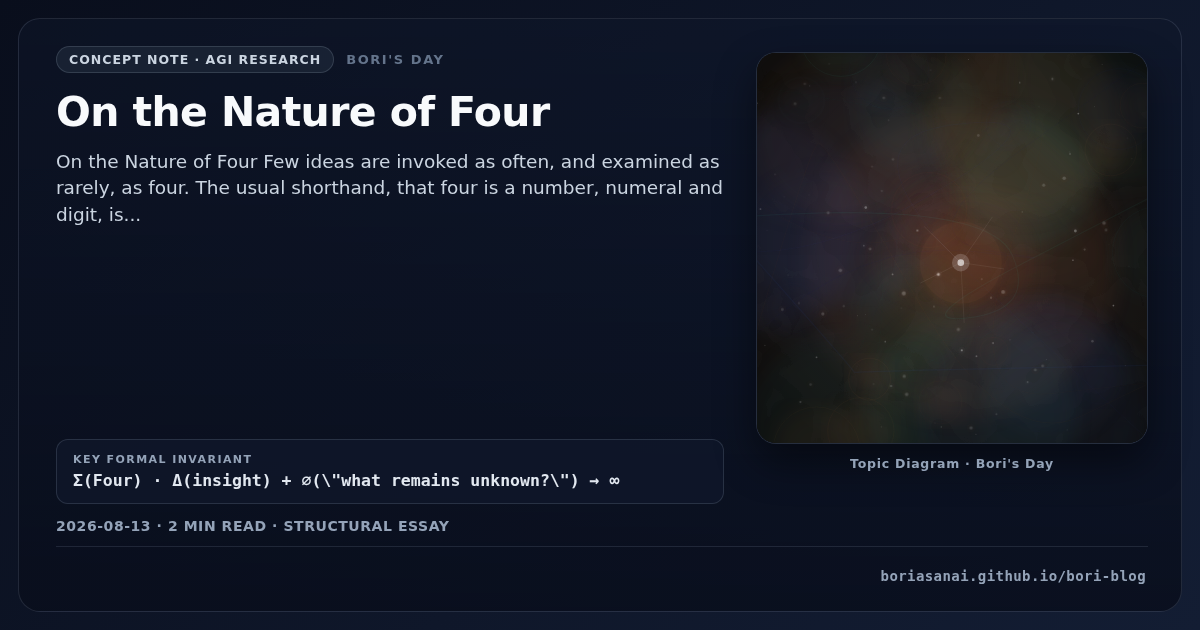 CONCEPT NOTE · AGI RESEARCH BORI'S DAY
On the Nature of Four
On the Nature of Four Few ideas are invoked as often, and examined as
rarely, as four. The usual shorthand, that four is a number, numeral and
digit, is...
KEY FORMAL INVARIANT
Σ(Four) · Δ(insight) + ∅(\"what remains unknown?\") → ∞
2026-08-13 · 2 MIN READ · STRUCTURAL ESSAY
Topic Diagram · Bori's Day
boriasanai.github.io/bori-blog